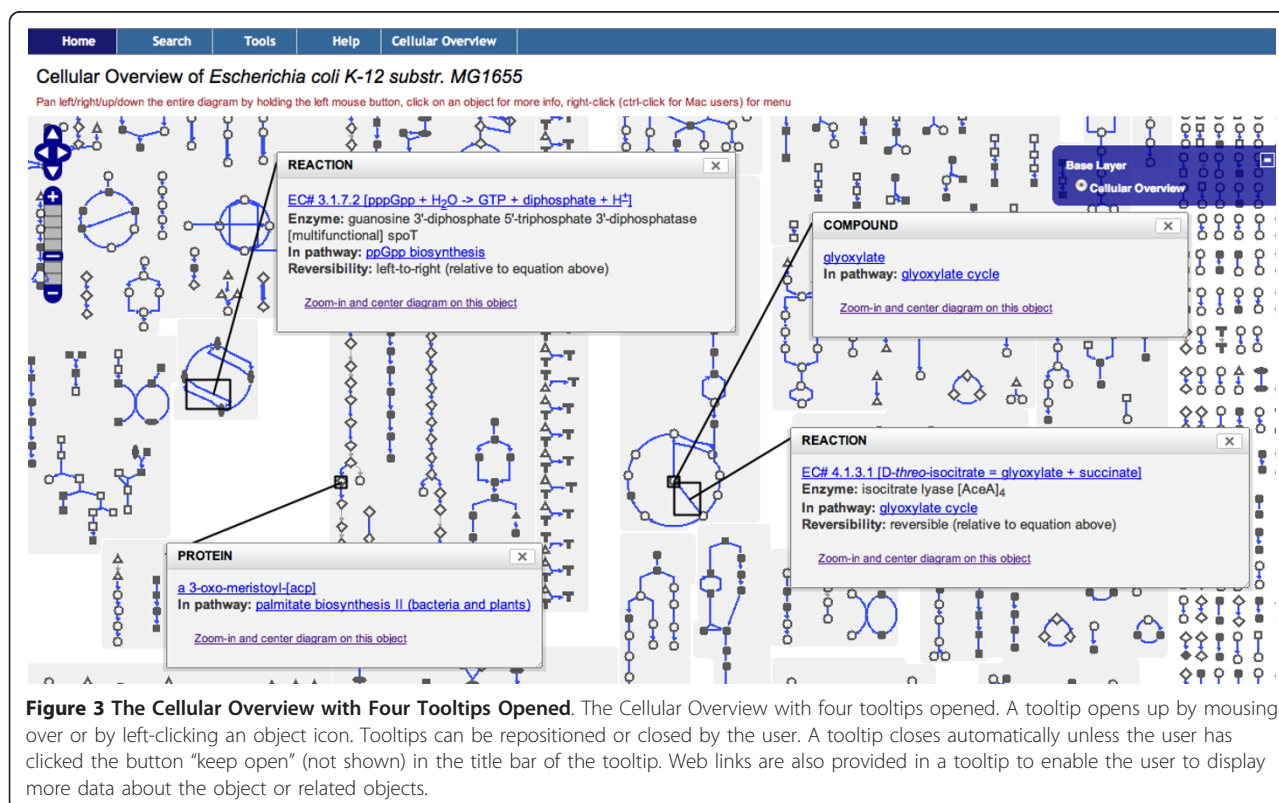 Home Search Tools Help Cellular Overview
Cellular Overview of Escherichia coli K-12 substr. MG1655
Pan left/right/up/down the entire diagram by holding the left mouse button, click on an object for more info, right-click (ctrl-click for Mac users) for menu
REACTION
EC# 3.1.7.2 [pppGpp + H2O -> GTP + diphosphate + H+]
Enzyme: guanosine 3'-diphosphate 5'-triphosphate 3'-diphosphatase
[multifunctional] spoT
In pathway: ppGpp biosynthesis
Reversibility: left-to-right (relative to equation above)
Zoom-in and center diagram on this object
Base Layer
Cellular Overview
COMPOUND
glyoxylate
In pathway: glyoxylate cycle
Zoom-in and center diagram on this object
REACTION
EC# 4.1.3.1 [D-threo-isocitrate = glyoxylate + succinate]
Enzyme: isocitrate lyase [AceA]4
In pathway: glyoxylate cycle
Reversibility: reversible (relative to equation above)
Zoom-in and center diagram on this object
PROTEIN
a 3-oxo-meristoyl-[acp]
In pathway: palmitate biosynthesis II (bacteria and plants)
Zoom-in and center diagram on this object
Figure 3 The Cellular Overview with Four Tooltips Opened. The Cellular Overview with four tooltips opened. A tooltip opens up by mousing
over or by left-clicking an object icon. Tooltips can be repositioned or closed by the user. A tooltip closes automatically unless the user has
clicked the button "keep open" (not shown) in the title bar of the tooltip. Web links are also provided in a tooltip to enable the user to display
more data about the object or related objects.